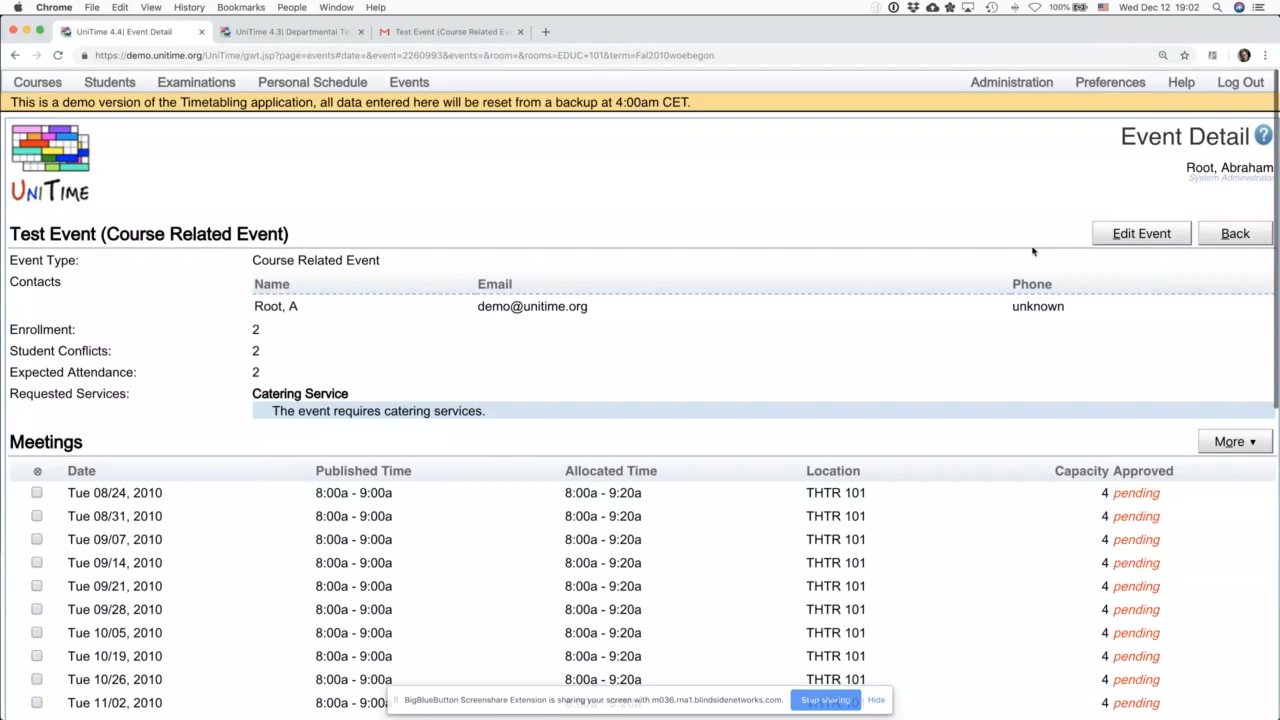 Chrome File Edit View History Bookmarks People Window Help 100% Wed Dec 12 19:02
UniTime 4.4| Event Detail UniTime 4.3| Departmental Ti Test Event (Course Related Ev
https://demo.unitime.org/UniTime/gwt.jsp?page=events#date=&event=2260993&events=&room=&rooms=EDUC+101&term=Fal2010woebegon
Courses Students Examinations Personal Schedule Events Administration Preferences Help Log Out
This is a demo version of the Timetabling application, all data entered here will be reset from a backup at 4:00am CET.
UNITIME
Event Detail ?
Root, Abraham
System Administrator
Test Event (Course Related Event) Edit Event Back
Event Type: Course Related Event
Contacts Name Email Phone
Root, A demo@unitime.org unknown
Enrollment: 2
Student Conflicts: 2
Expected Attendance: 2
Requested Services: Catering Service
The event requires catering services.
Meetings More ▾
Date Published Time Allocated Time Location Capacity Approved
Tue 08/24, 2010 8:00a - 9:00a 8:00a - 9:20a THTR 101 4 pending
Tue 08/31, 2010 8:00a - 9:00a 8:00a - 9:20a THTR 101 4 pending
Tue 09/07, 2010 8:00a - 9:00a 8:00a - 9:20a THTR 101 4 pending
Tue 09/14, 2010 8:00a - 9:00a 8:00a - 9:20a THTR 101 4 pending
Tue 09/21, 2010 8:00a - 9:00a 8:00a - 9:20a THTR 101 4 pending
Tue 09/28, 2010 8:00a - 9:00a 8:00a - 9:20a THTR 101 4 pending
Tue 10/05, 2010 8:00a - 9:00a 8:00a - 9:20a THTR 101 4 pending
Tue 10/19, 2010 8:00a - 9:00a 8:00a - 9:20a THTR 101 4 pending
Tue 10/26, 2010 8:00a - 9:00a 8:00a - 9:20a THTR 101 4 pending
Tue 11/02, 2010 8:00a - 9:00a 4 pending
BigBlueButton Screenshare Extension is sharing your screen with m036.rna1.blindsidenetworks.com. Stop sharing Hide